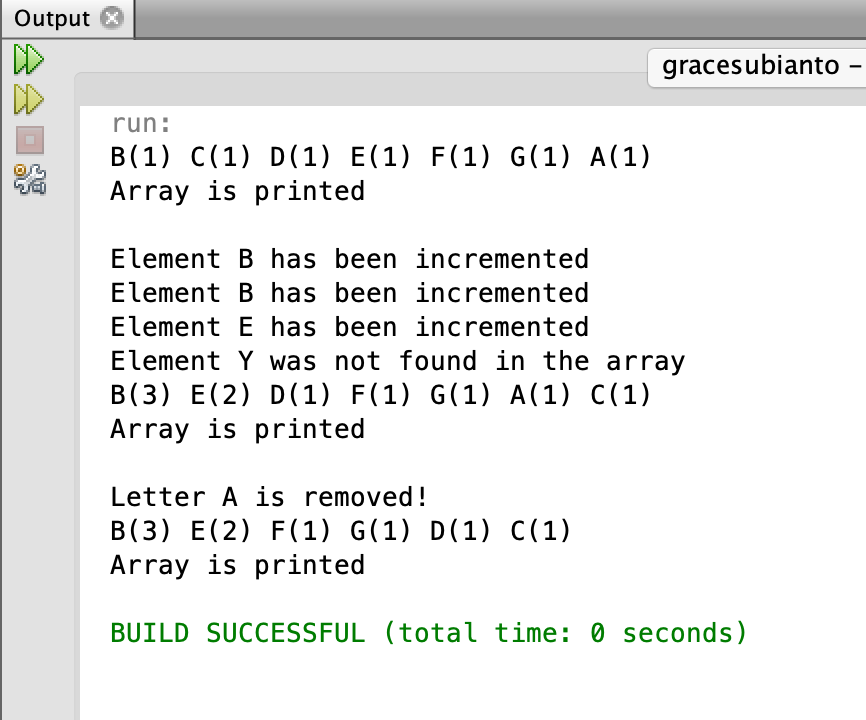 Output
gracesubianto –
run:
B(1) C(1) D(1) E(1) F(1) G(1) A(1)
Array is printed
Element B has been incremented
Element B has been incremented
Element E has been incremented
Element Y was not found in the array
B(3) E(2) D(1) F(1) G(1) A(1) C(1)
Array is printed
Letter A is removed!
B(3) E(2) F(1) G(1) D(1) C(1)
Array is printed
BUILD SUCCESSFUL (total time: 0 seconds)